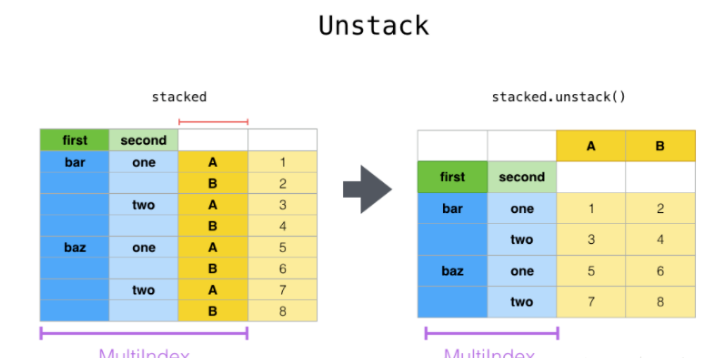 Unstack
stacked
stacked.unstack()
first second
bar one A 1
B 2
two A 3
B 4
baz one A 5
B 6
two A 7
B 8
MultiIndex
A B
first second
bar one 1 2
two 3 4
baz one 5 6
two 7 8
MultiIndex